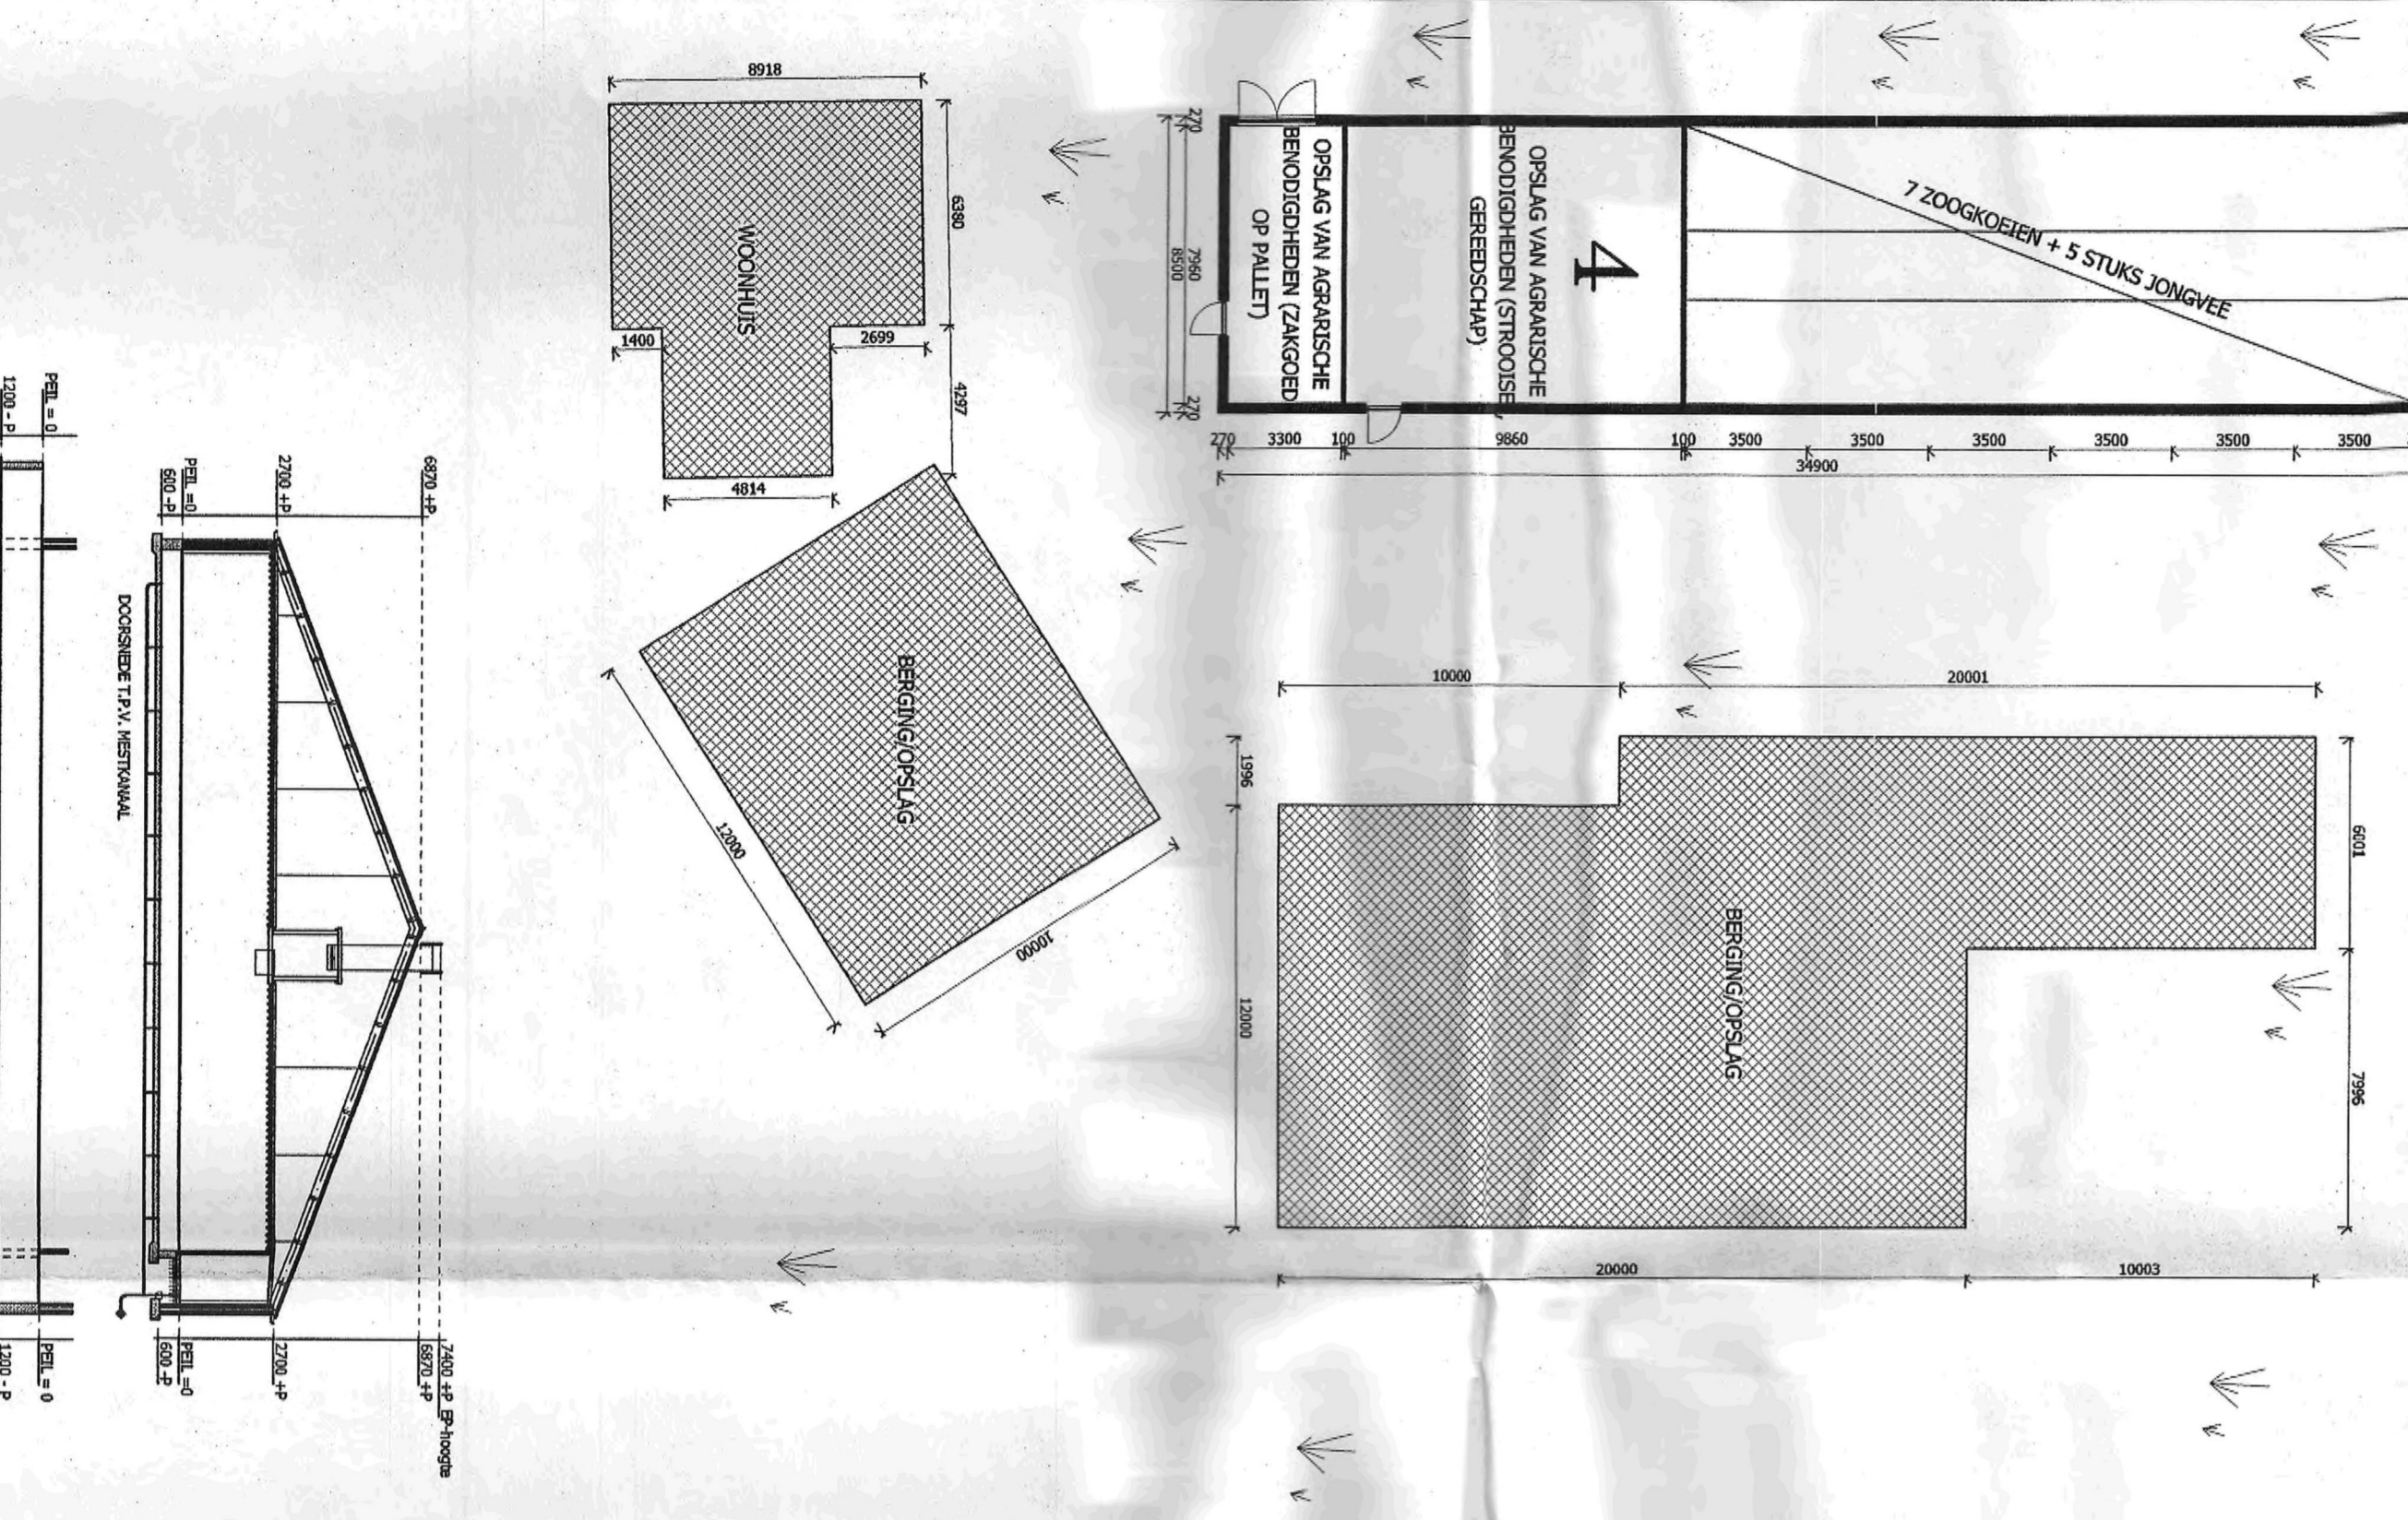 8918
6380
WOONHUIS
1400
2699
4297
4814
BERGING/OPSLAG
12000
10000
270
7960
8500
270
OPSLAG VAN AGRARISCHE
BENODIGDHEDEN (ZAKGOED
OP PALLET)
OPSLAG VAN AGRARISCHE
BENODIGDHEDEN (STROOISEL,
GEREEDSCHAP)
4
7 ZOOGKOEIEN + 5 STUKS JONGVEE
270
3300
100
9860
100
3500
3500
3500
3500
3500
3500
34900
10000
20001
1996
12000
6001
7996
BERGING/OPSLAG
20000
10003
PEIL = 0
1200 - P
6870 +P
2700 +P
PEIL =0
600 -P
DOORSNEDE T.P.V. MESTKANAAL
7400 +P EP-hoogte
6870 +P
2700 +P
PEIL =0
600 -P
PEIL = 0
1200 - P